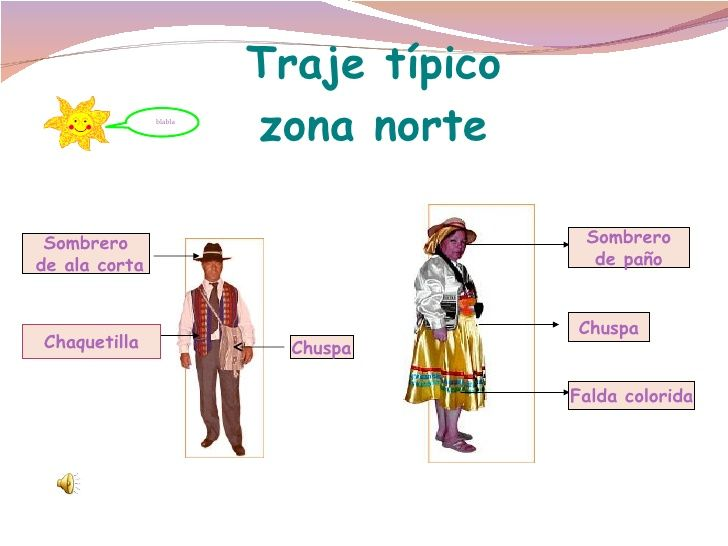 Traje típico
zona norte
blabla
Sombrero
de ala corta
Chaquetilla
Chuspa
Sombrero
de paño
Chuspa
Falda colorida